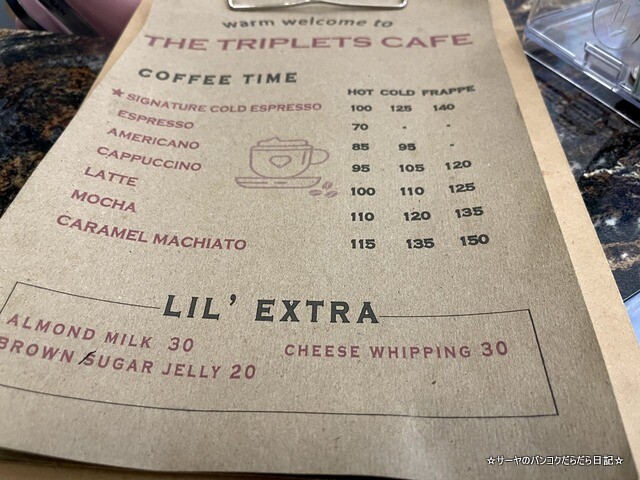 warm welcome to
THE TRIPLETS CAFE
COFFEE TIME
HOT COLD FRAPPE
★ SIGNATURE COLD ESPRESSO 100 125 140
ESPRESSO 70 - -
AMERICANO 85 95 -
CAPPUCCINO 95 105 120
LATTE 100 110 125
MOCHA 110 120 135
CARAMEL MACHIATO 115 135 150
LIL' EXTRA
ALMOND MILK 30
CHEESE WHIPPING 30
BROWN SUGAR JELLY 20
☆サーヤのバンコクだらだら日記☆